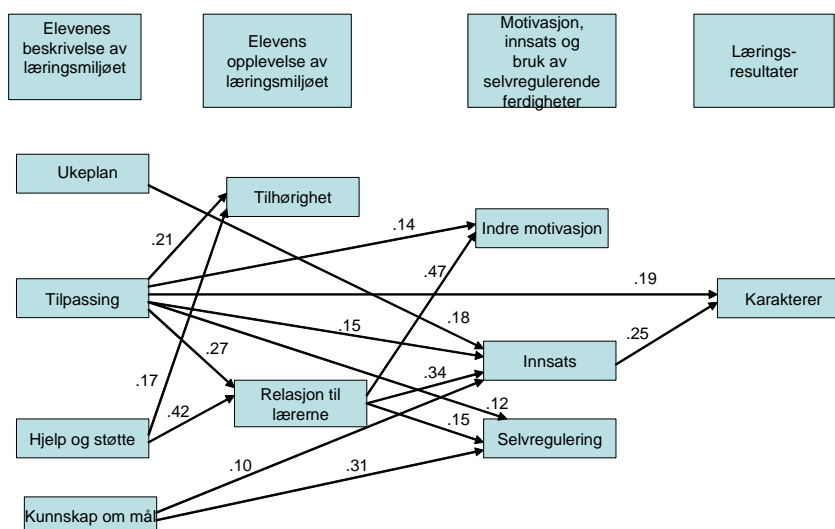 Elevenes
beskrivelse av
læringsmiljøet
Elevens
opplevelse av
læringsmiljøet
Motivasjon,
innsats og
bruk av
selvregulerende
ferdigheter
Lærings-
resultater
Ukeplan
Tilhørighet
Indre motivasjon
.21
.14
.47
Tilpassing
.19
Karakterer
.15
.18
.25
.27
Innsats
.17
.34
.42
Relasjon til
lærerne
.12
.15
Hjelp og støtte
Selvregulering
.10
.31
Kunnskap om mål